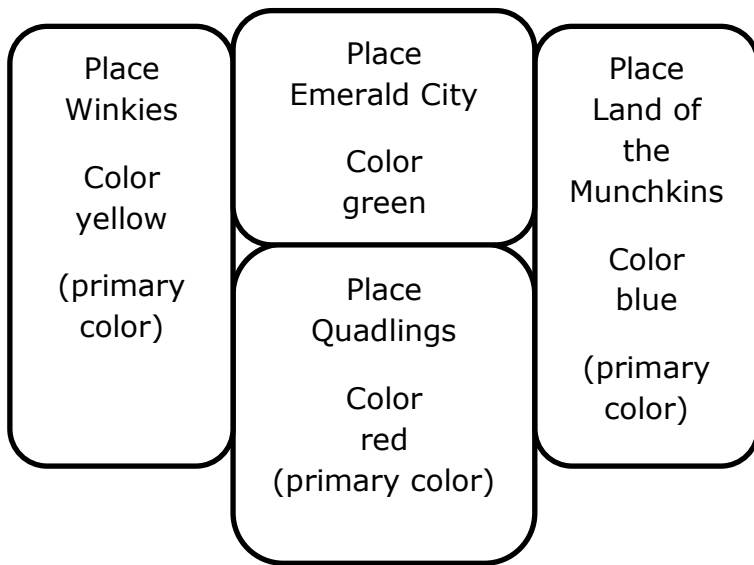 Place
Winkies
Color
yellow
(primary
color)
Place
Emerald City
Color
green
Place
Quadlings
Color
red
(primary color)
Place
Land of
the
Munchkins
Color
blue
(primary
color)